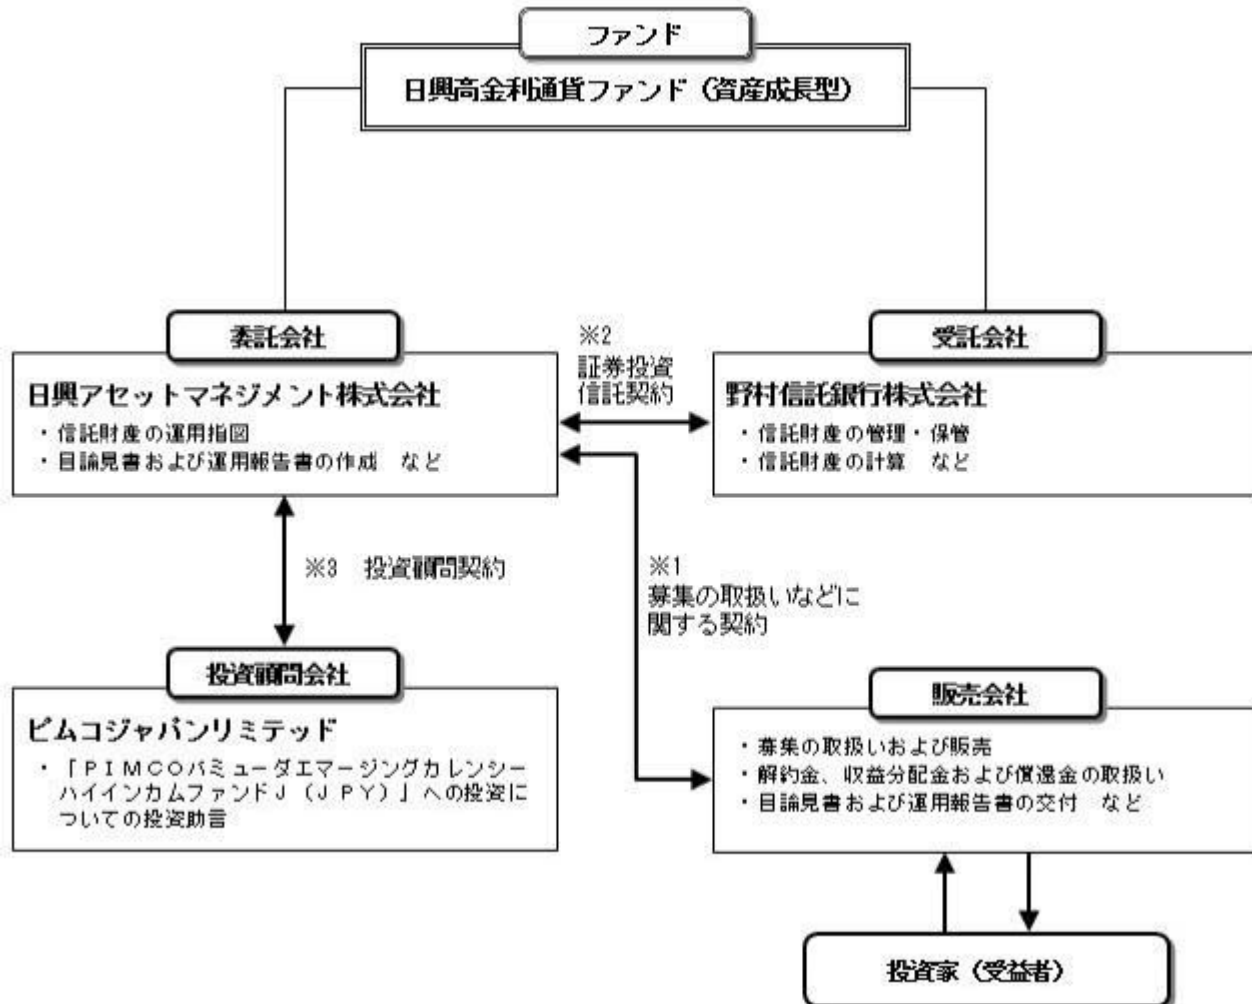 ファンド
日興高金利通貨ファンド（資産成長型）
委託会社
日興アセットマネジメント株式会社
・信託財産の運用指図
・目論見書および運用報告書の作成　など
※2
証券投資
信託契約
受託会社
野村信託銀行株式会社
・信託財産の管理・保管
・信託財産の計算　など
※3　投資顧問契約
※1
募集の取扱いなどに
関する契約
投資顧問会社
ピムコジャパンリミテッド
・「ＰＩＭＣＯバミューダエマージングカレンシー
ハイインカムファンドＪ（ＪＰＹ）」への投資に
ついての投資助言
販売会社
・募集の取扱いおよび販売
・解約金、収益分配金および償還金の取扱い
・目論見書および運用報告書の交付　など
投資家（受益者）